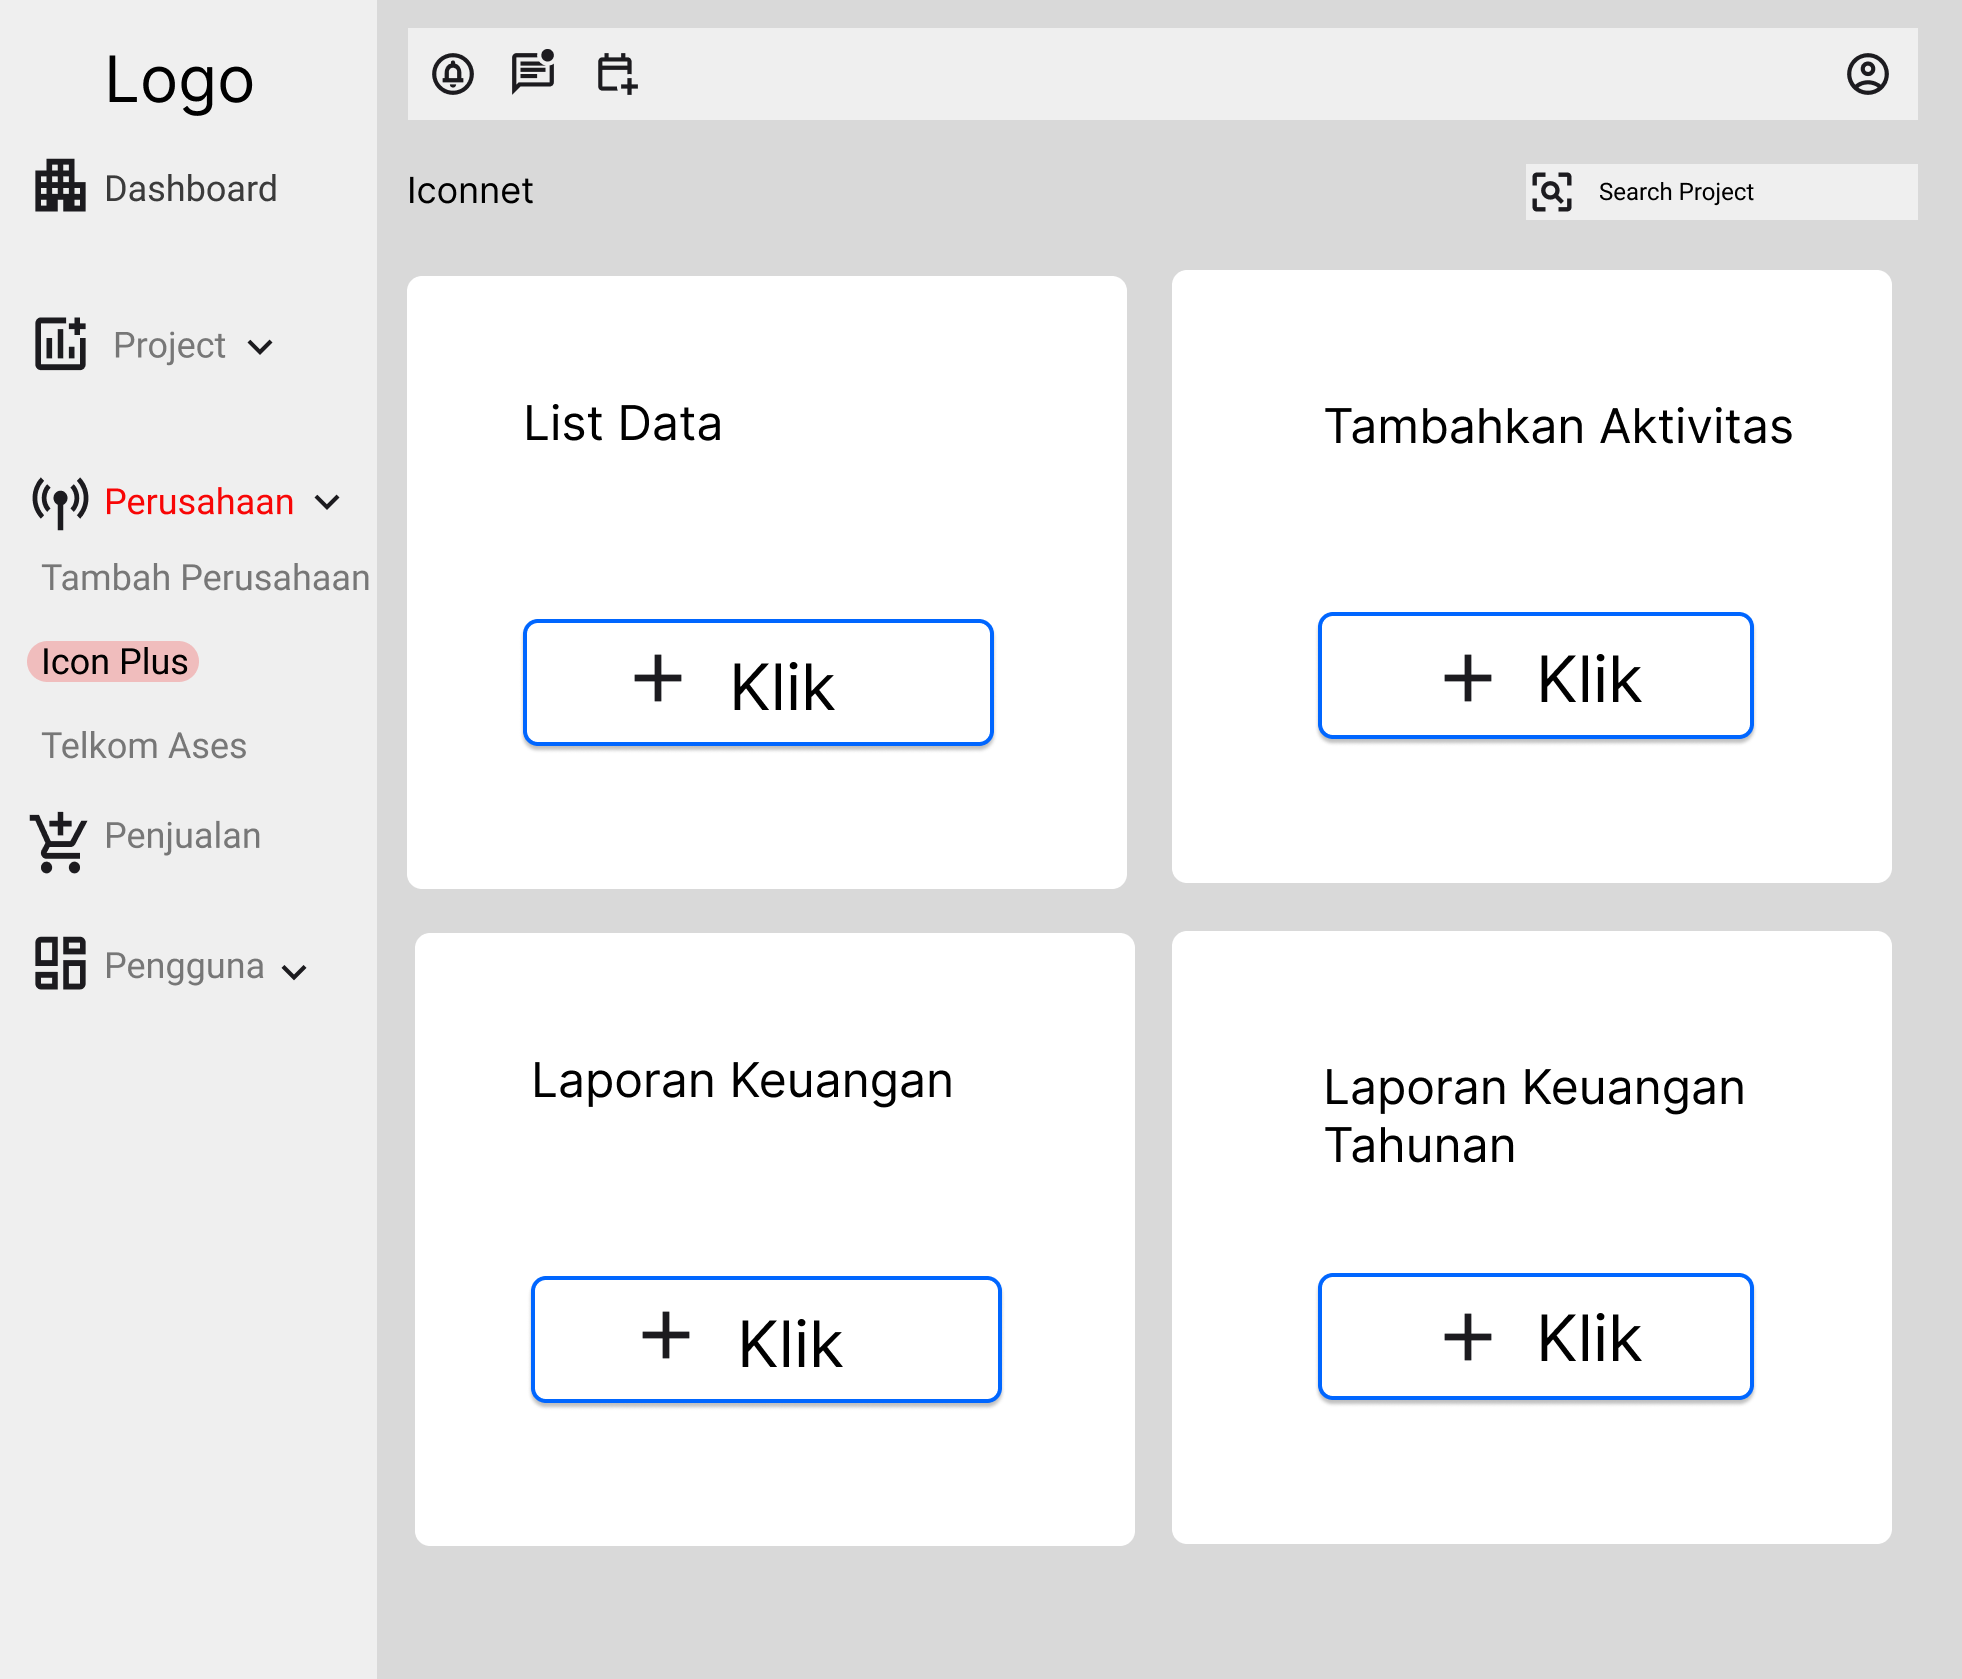 Logo
Dashboard
Project
Perusahaan
Tambah Perusahaan
Icon Plus
Telkom Ases
Penjualan
Pengguna
Iconnet
Search Project
List Data
Klik
Tambahkan Aktivitas
Klik
Laporan Keuangan
Klik
Laporan Keuangan
Tahunan
Klik